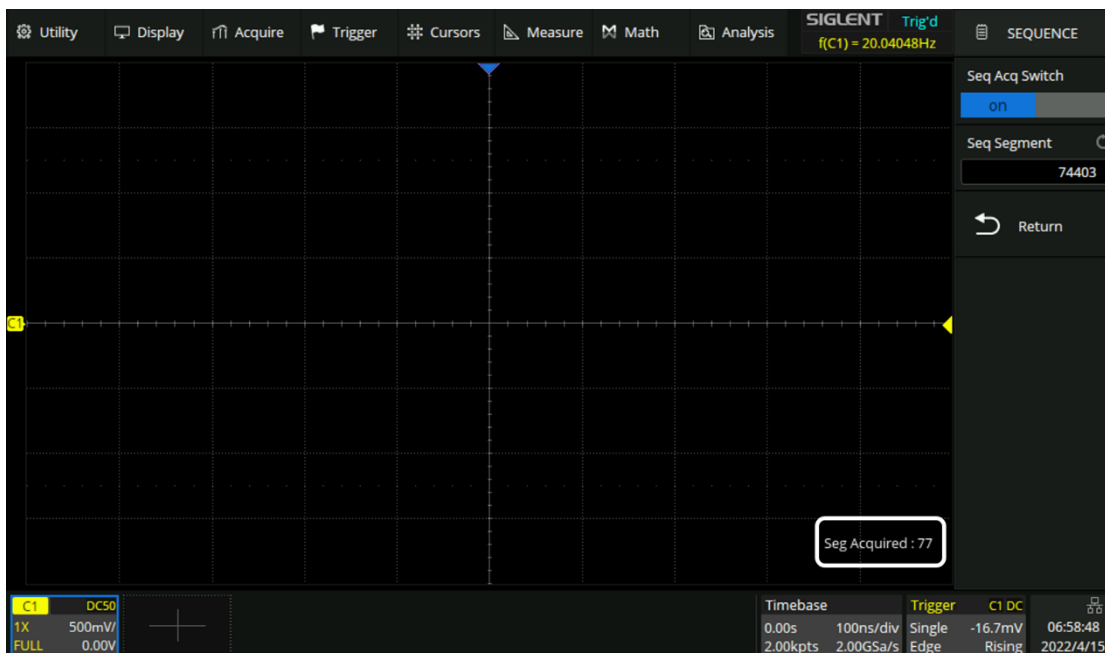 Utility Display Acquire Trigger Cursors Measure Math Analysis
SIGLENT Trig'd
f(C1) = 20.04048Hz
SEQUENCE
Seq Acq Switch
on
Seq Segment
74403
Return
C1
Seg Acquired : 77
C1 DC50
1X 500mV/
FULL 0.00V
Timebase
0.00s 100ns/div
2.00kpts 2.00GSa/s
Trigger C1 DC
Single -16.7mV
Edge Rising
06:58:48
2022/4/15